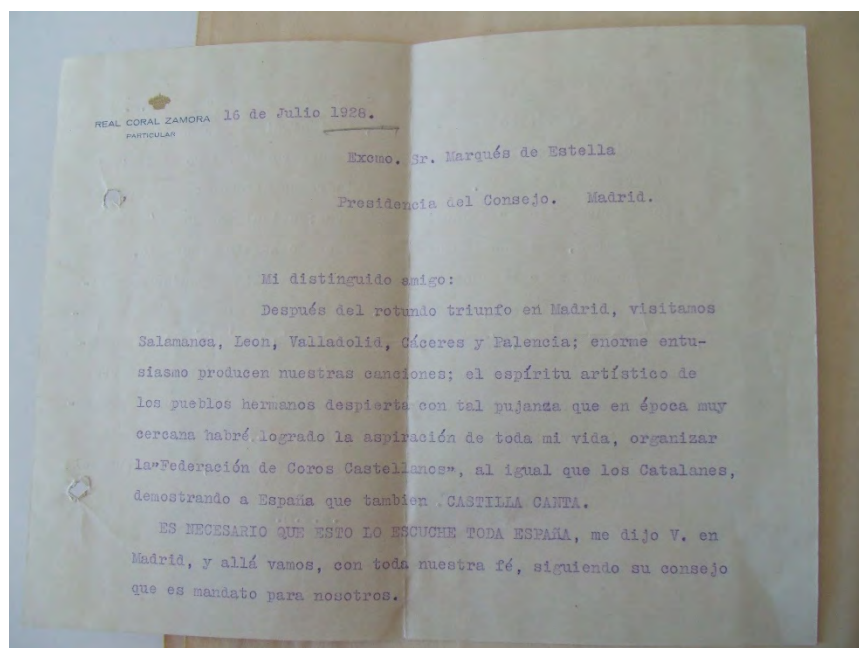 REAL CORAL ZAMORA
PARTICULAR
16 de Julio 1928.
Excmo. Sr. Marqués de Estella
Presidencia del Consejo. Madrid.
Mi distinguido amigo:
Después del rotundo triunfo en Madrid, visitamos
Salamanca, Leon, Valladolid, Cáceres y Palencia; enorme entu-
siasmo producen nuestras canciones; el espíritu artístico de
los pueblos hermanos despierta con tal pujanza que en época muy
cercana habré logrado la aspiración de toda mi vida, organizar
la"Federación de Coros Castellanos", al igual que los Catalanes,
demostrando a España que tambien .CASTILLA CANTA.
ES NECESARIO QUE ESTO LO ESCUCHE TODA ESPAÑA, me dijo V. en
Madrid, y allá vamos, con toda nuestra fé, siguiendo su consejo
que es mandato para nosotros.